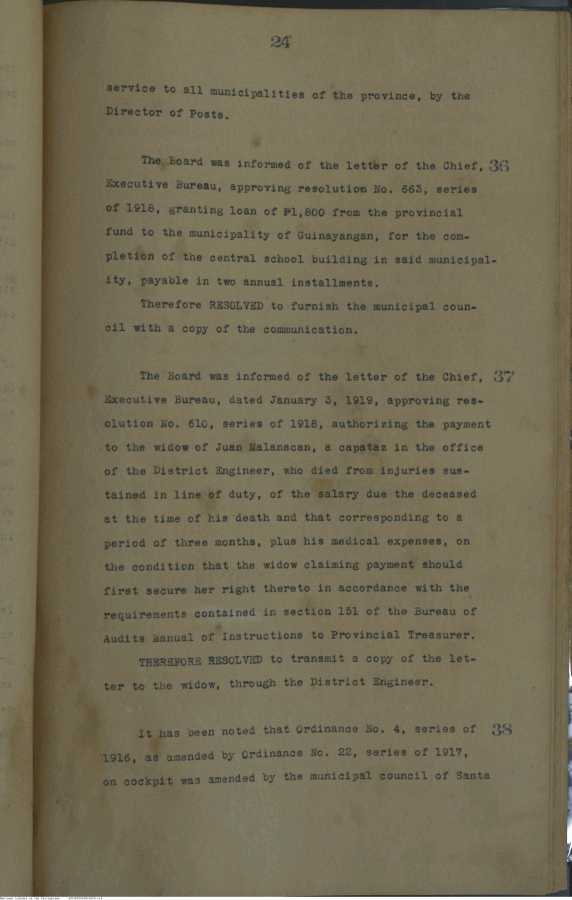 24
service to all municipalities of the province, by the
Director of Posts.
The Board was informed of the letter of the Chief, 36
Executive Bureau, approving resolution No. 663, series
of 1918, granting loan of ₱1,800 from the provincial
fund to the municipality of Guinayangan, for the com-
pletion of the central school building in said municipal-
ity, payable in two annual installments.
Therefore RESOLVED to furnish the municipal coun-
cil with a copy of the communication.
The Board was informed of the letter of the Chief, 37
Executive Bureau, dated January 3, 1919, approving res-
olution No. 610, series of 1918, authorizing the payment
to the widow of Juan Malanacan, a capataz in the office
of the District Engineer, who died from injuries sus-
tained in line of duty, of the salary due the deceased
at the time of his death and that corresponding to a
period of three months, plus his medical expenses, on
the condition that the widow claiming payment should
first secure her right thereto in accordance with the
requirements contained in section 151 of the Bureau of
Audits Manual of Instructions to Provincial Treasurer.
THEREFORE RESOLVED to transmit a copy of the let-
ter to the widow, through the District Engineer.
It has been noted that Ordinance No. 4, series of 38
1916, as amended by Ordinance No. 22, series of 1917,
on cockpit was amended by the municipal council of Santa